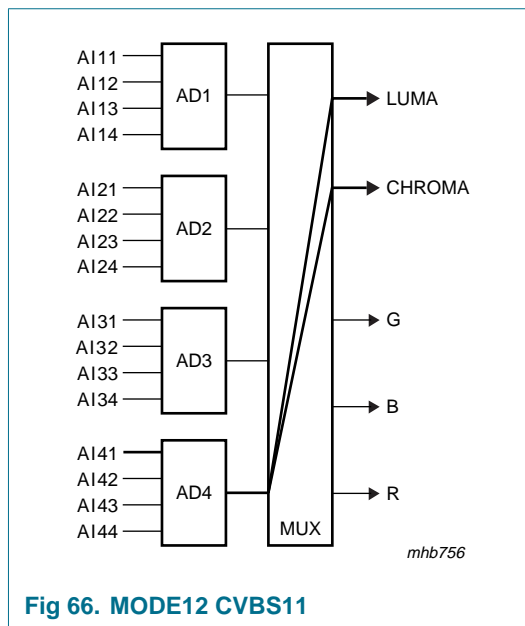 AI11
AI12
AI13
AI14
AD1
AI21
AI22
AI23
AI24
AD2
AI31
AI32
AI33
AI34
AD3
AI41
AI42
AI43
AI44
AD4
MUX
LUMA
CHROMA
G
B
R
mhb756
Fig 66. MODE12 CVBS11